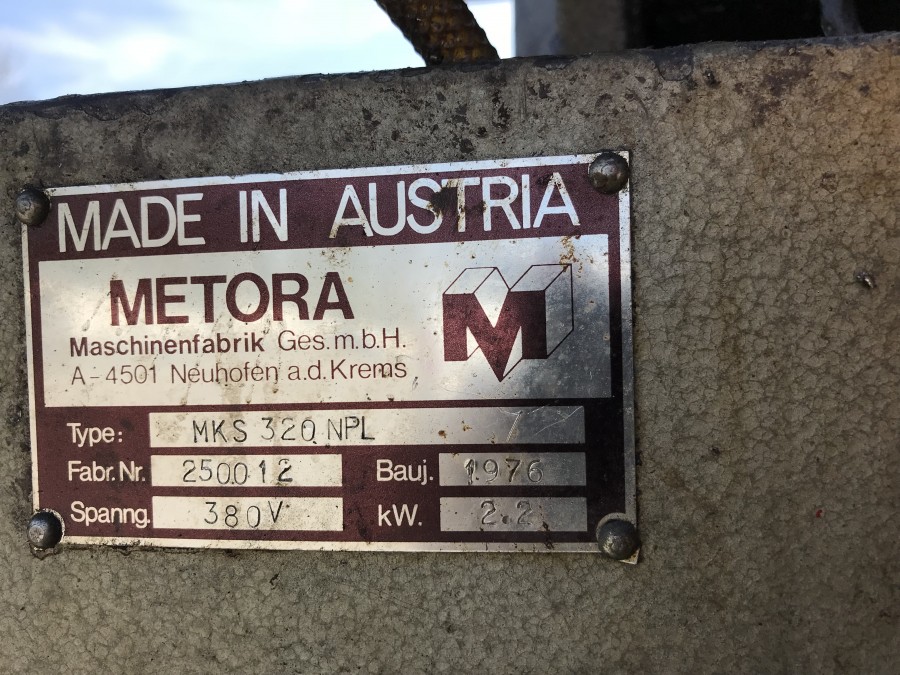 MADE IN AUSTRIA
METORA
Maschinenfabrik Ges.m.b.H.
A-4501 Neuhofen a.d.Krems
M
Type: MKS 320 NPL
Fabr.Nr. 250012 Bauj. 1976
Spanng. 380V kW. 2.2